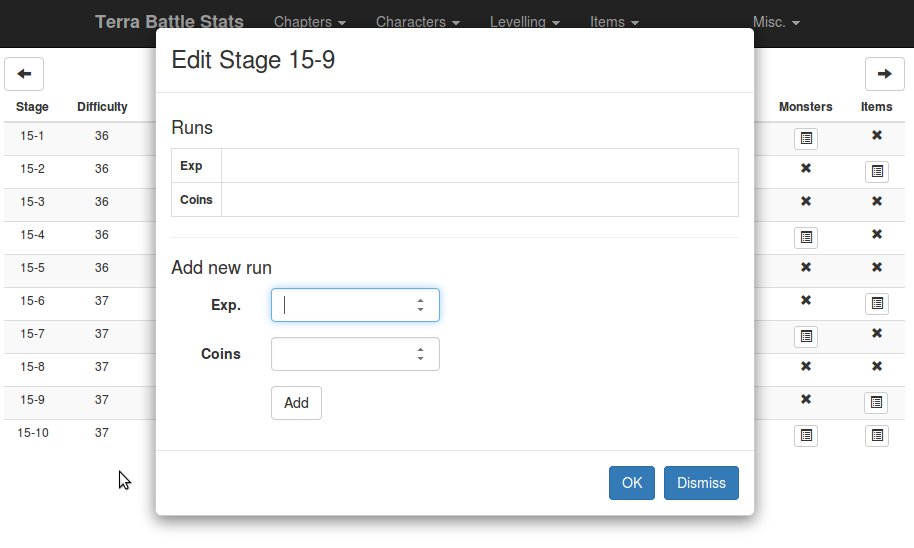 Terra Battle Stats Chapters Characters Levelling Items Misc.
Edit Stage 15-9
Stage Difficulty Monsters Items
Runs
15-1 36
Exp
15-2 36
Coins
15-3 36
15-4 36
Add new run
15-5 36
Exp.
15-6 37
15-7 37
Coins
15-8 37
15-9 37
Add
15-10 37
OK Dismiss